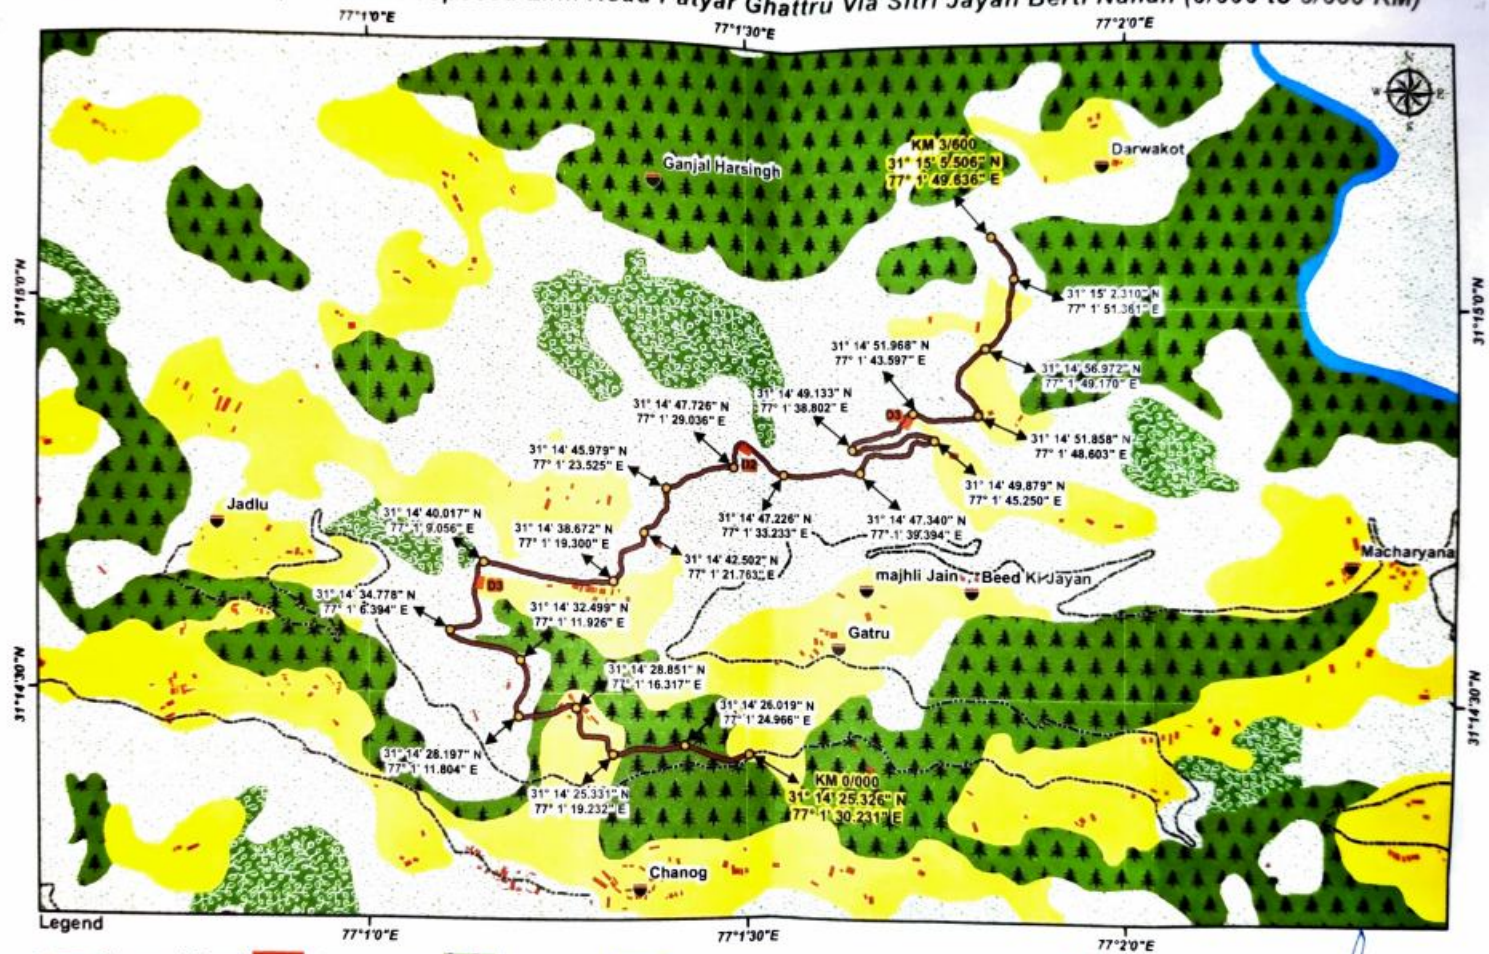 Patyar Ghattru Via Sitri Jayan Berti Nanan
77°1'0"E
77°1'30"E
77°2'0"E
KM 3/600
31° 15' 5.506" N
77° 1' 49.636" E
Darwakot
Ganjal Harsingh
31°15'0"N
31°15'0"N
31° 15' 2.310" N
77° 1' 51.361" E
31° 14' 51.968" N
77° 1' 43.597" E
31° 14' 56.972" N
77° 1' 49.170" E
31° 14' 49.133" N
77° 1' 38.802" E
31° 14' 47.726" N
77° 1' 29.036" E
D3
31° 14' 51.858" N
77° 1' 48.603" E
31° 14' 45.979" N
77° 1' 23.525" E
D2
31° 14' 49.879" N
77° 1' 45.250" E
Jadlu
31° 14' 40.017" N
77° 1' 9.056" E
31° 14' 38.672" N
77° 1' 19.300" E
31° 14' 47.226" N
77° 1' 33.233" E
31° 14' 47.340" N
77° 1' 39.394" E
31° 14' 42.502" N
77° 1' 21.763" E
Macharyana
majhli Jain
Beed Ki Jayan
D3
31° 14' 34.778" N
77° 1' 6.394" E
31° 14' 32.499" N
77° 1' 11.926" E
Gatru
31°14'30"N
31°14'30"N
31° 14' 28.851" N
77° 1' 16.317" E
31° 14' 26.019" N
77° 1' 24.966" E
31° 14' 28.197" N
77° 1' 11.804" E
31° 14' 25.331" N
77° 1' 19.232" E
KM 0/000
31° 14' 25.326" N
77° 1' 30.231" E
Chanog
Legend
77°1'0"E
77°1'30"E
77°2'0"E